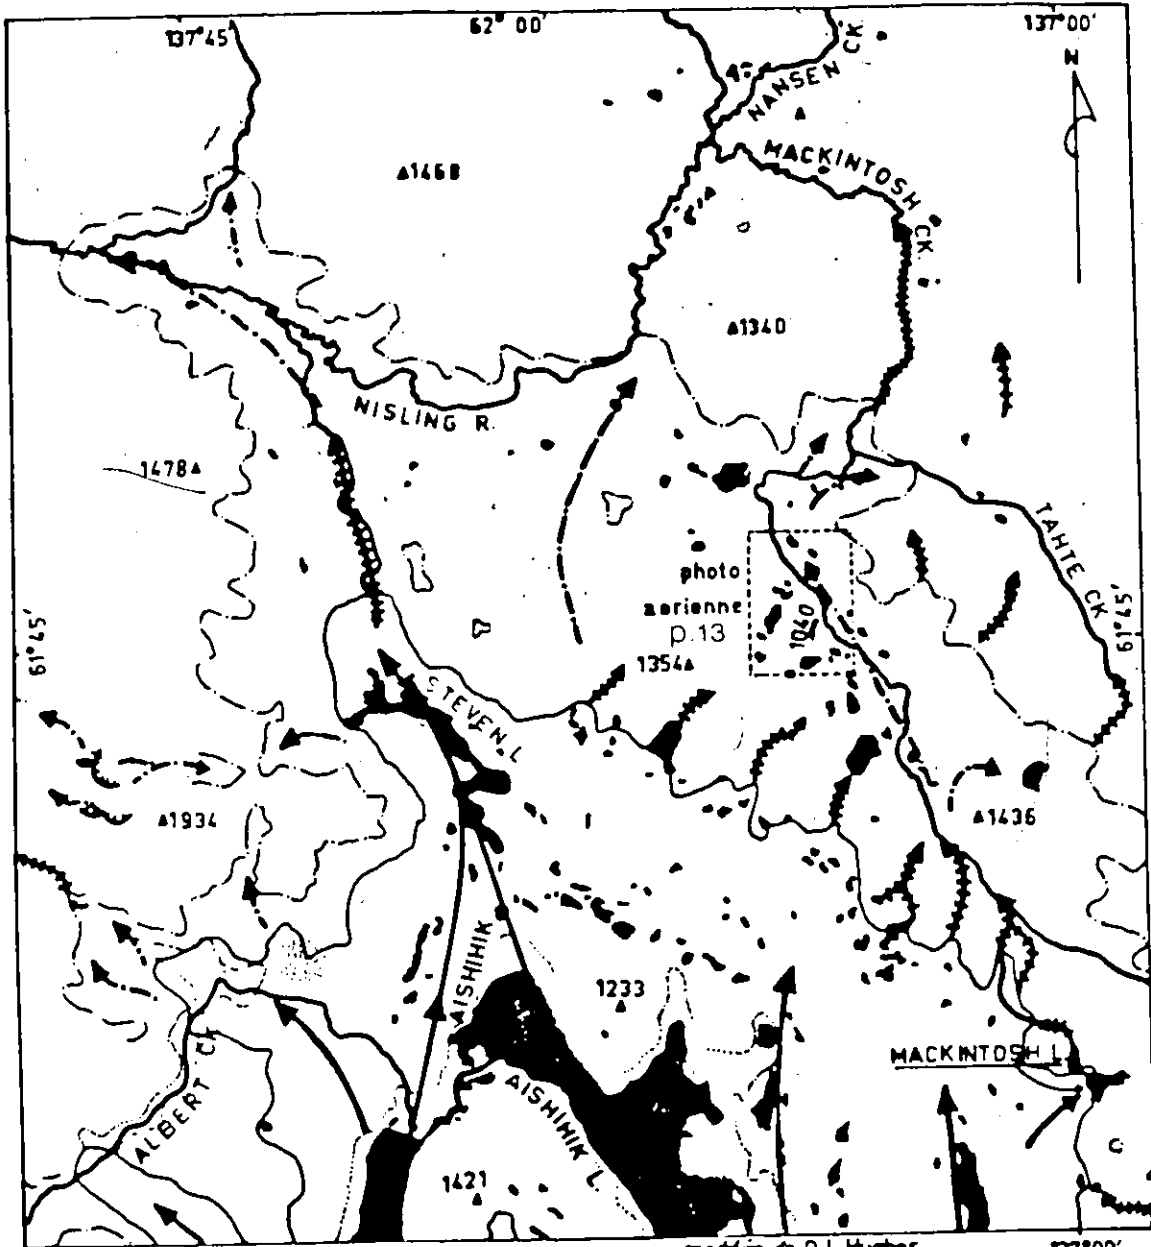 137°45'
62° 00'
137°00'
N
NANSEN CK.
MACKINTOSH CK.
▲1468
▲1340
NISLING R.
1478▲
TAHTE CK
photo
aerienne
p.13
1040
61°45'
61°45'
1354▲
STEVEN L.
▲1934
▲1436
AISHIHIK
1233
MACKINTOSH L.
ALBERT CK
AISHIHIK L.
1421